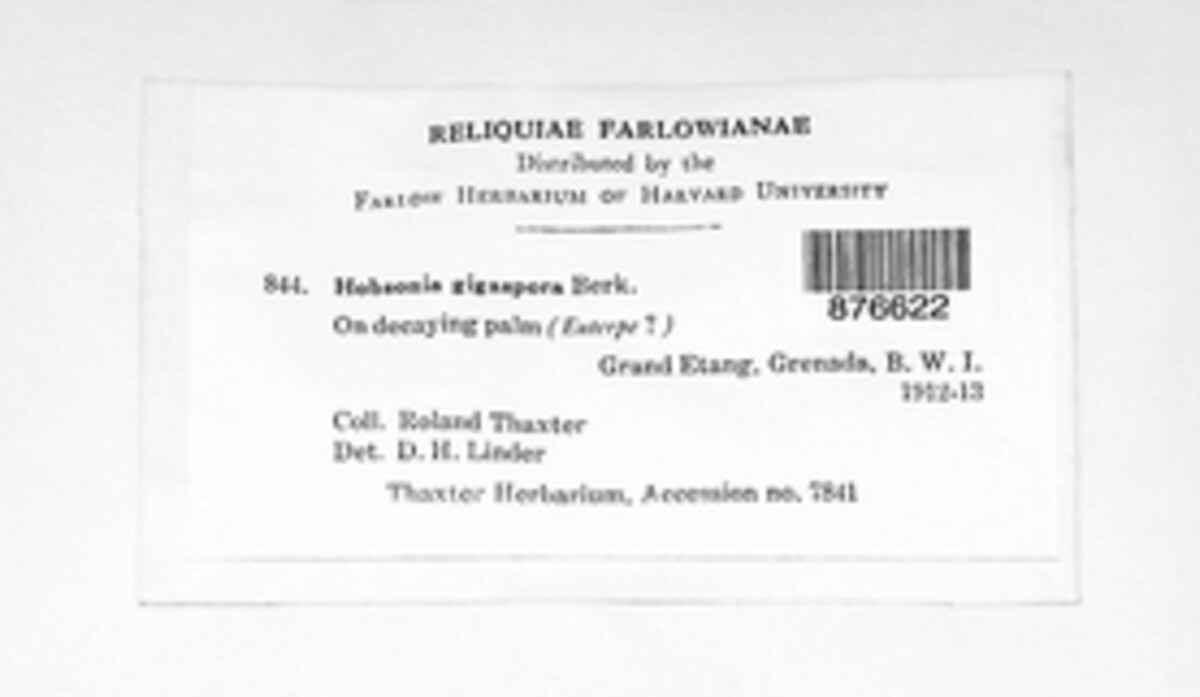 RELIQUIAE FARLOWIANAE
Distributed by the
FARLOW HERBARIUM OF HARVARD UNIVERSITY
844. Hobsonia gigaspora Berk.
876622
On decaying palm (Euterpe ?)
Grand Etang, Grenada, B. W. I.
1912-13
Coll. Roland Thaxter
Det. D. H. Linder
Thaxter Herbarium, Accession no. 7841